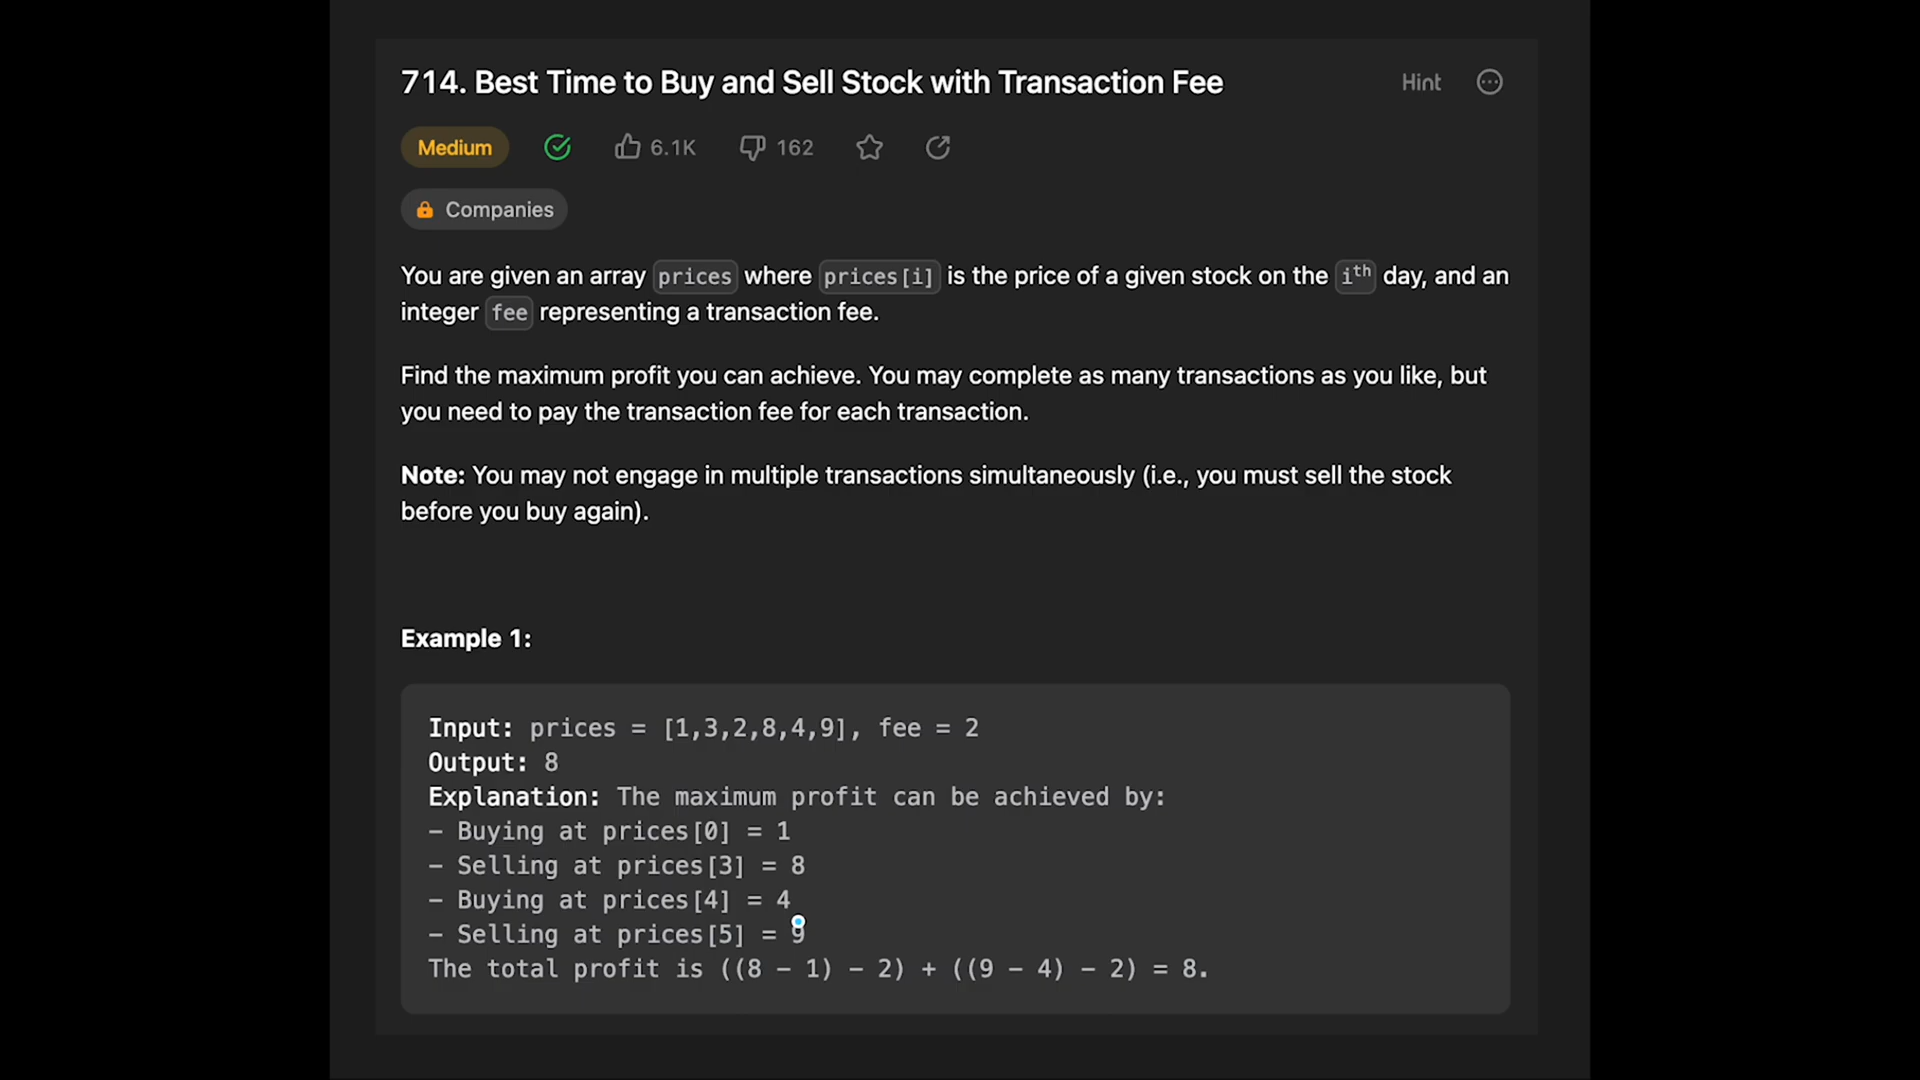 714. Best Time to Buy and Sell Stock with Transaction Fee
Hint
Medium
6.1K
162
Companies
You are given an array prices where prices[i] is the price of a given stock on the ith day, and an
integer fee representing a transaction fee.
Find the maximum profit you can achieve. You may complete as many transactions as you like, but
you need to pay the transaction fee for each transaction.
Note: You may not engage in multiple transactions simultaneously (i.e., you must sell the stock
before you buy again).
Example 1:
Input: prices = [1,3,2,8,4,9], fee = 2
Output: 8
Explanation: The maximum profit can be achieved by:
- Buying at prices[0] = 1
- Selling at prices[3] = 8
- Buying at prices[4] = 4
- Selling at prices[5] = 9
The total profit is ((8 - 1) - 2) + ((9 - 4) - 2) = 8.